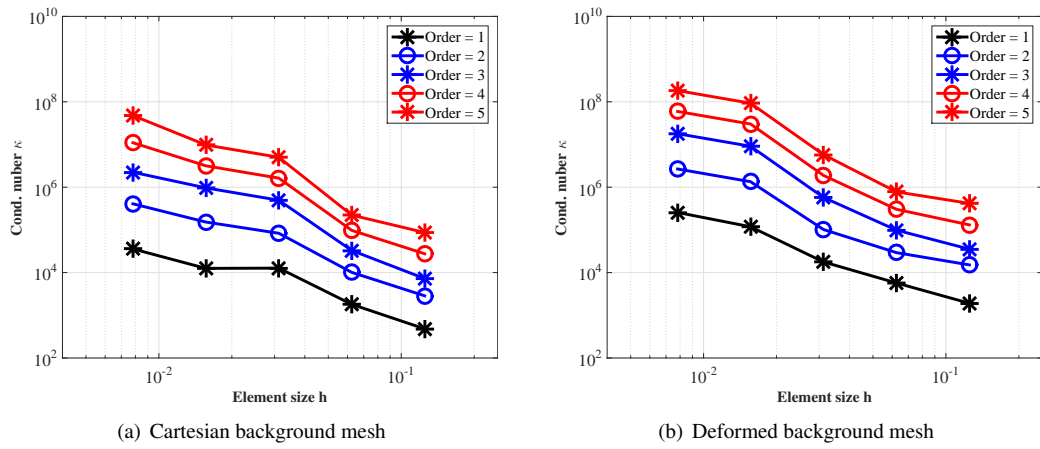 10^10
10^8
10^6
10^4
10^2
Cond. nuber κ
10^-2
10^-1
Element size h
Order = 1
Order = 2
Order = 3
Order = 4
Order = 5
(a) Cartesian background mesh
10^10
10^8
10^6
10^4
10^2
Cond. nuber κ
10^-2
10^-1
Element size h
Order = 1
Order = 2
Order = 3
Order = 4
Order = 5
(b) Deformed background mesh